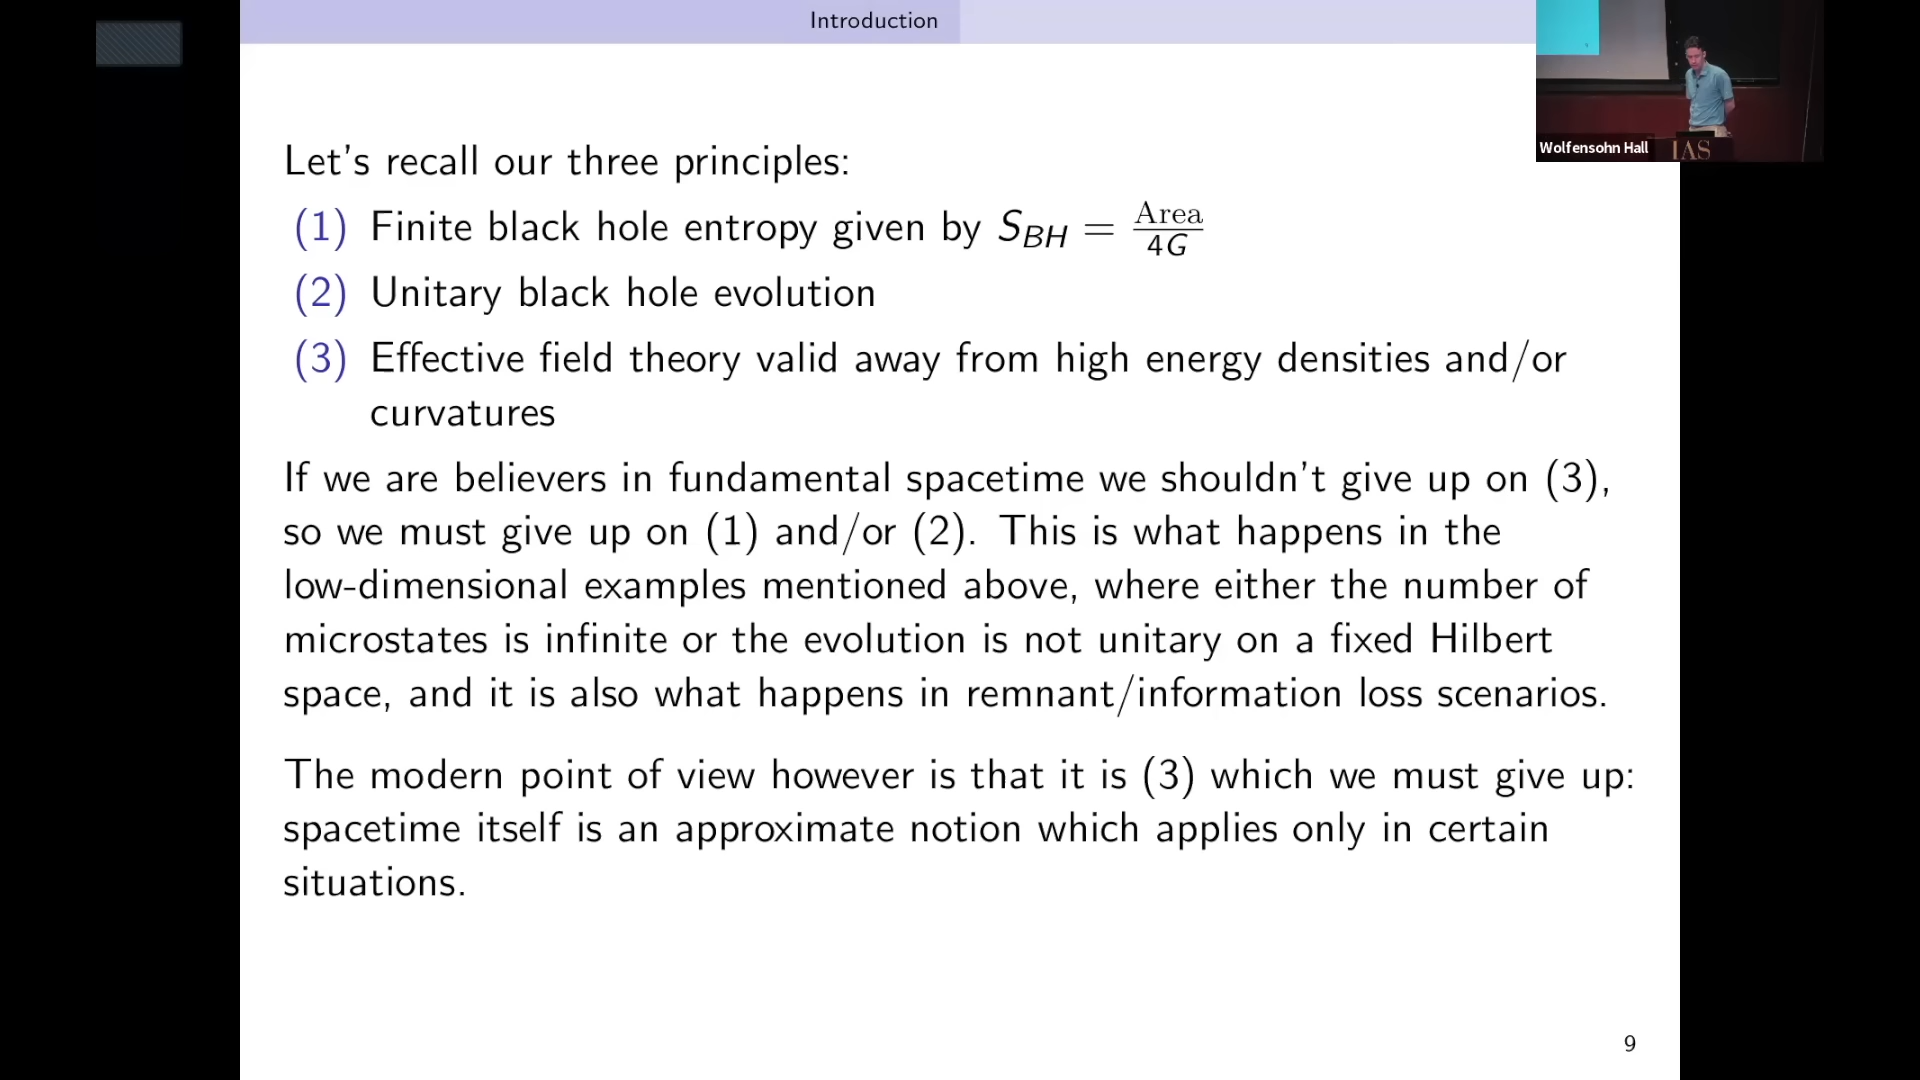 Introduction
Wolfensohn Hall
IAS
Let's recall our three principles:
(1) Finite black hole entropy given by S_{BH} = \frac{Area}{4G}
(2) Unitary black hole evolution
(3) Effective field theory valid away from high energy densities and/or
curvatures
If we are believers in fundamental spacetime we shouldn't give up on (3),
so we must give up on (1) and/or (2). This is what happens in the
low-dimensional examples mentioned above, where either the number of
microstates is infinite or the evolution is not unitary on a fixed Hilbert
space, and it is also what happens in remnant/information loss scenarios.
The modern point of view however is that it is (3) which we must give up:
spacetime itself is an approximate notion which applies only in certain
situations.
9